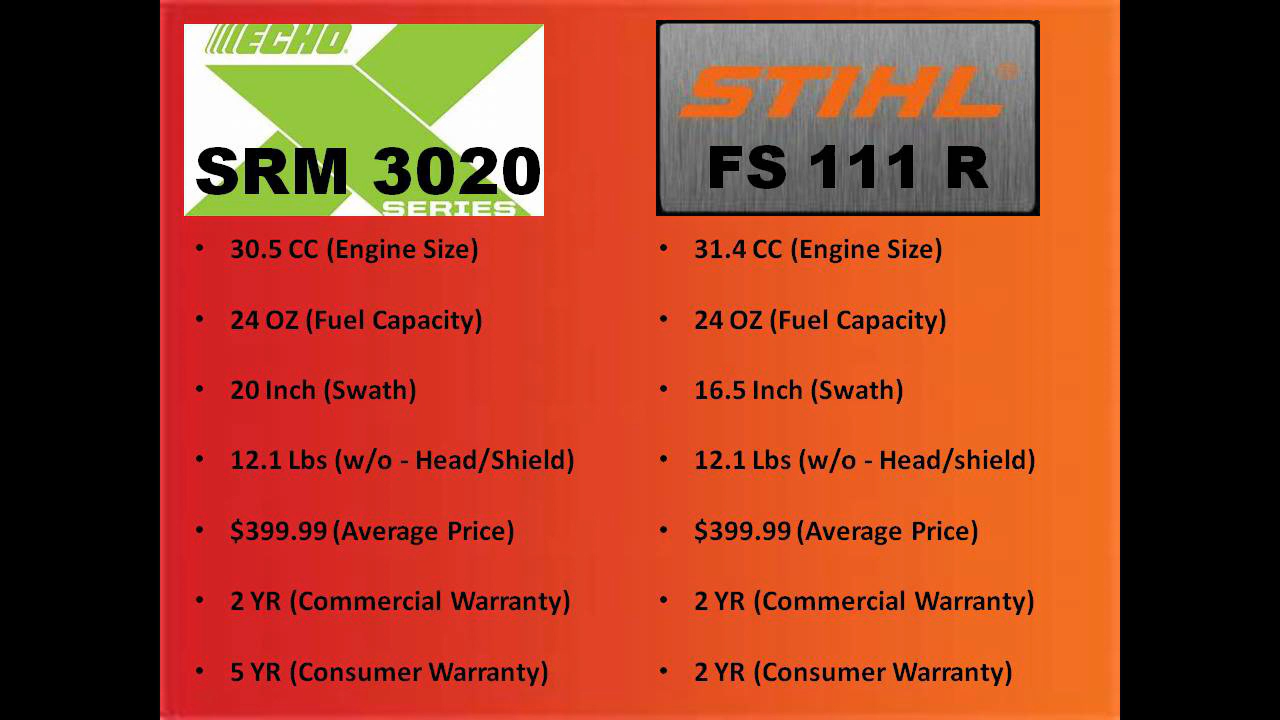 ECHO
SRM 3020
SERIES
• 30.5 CC (Engine Size)
• 24 OZ (Fuel Capacity)
• 20 Inch (Swath)
• 12.1 Lbs (w/o - Head/Shield)
• $399.99 (Average Price)
• 2 YR (Commercial Warranty)
• 5 YR (Consumer Warranty)
STIHL®
FS 111 R
• 31.4 CC (Engine Size)
• 24 OZ (Fuel Capacity)
• 16.5 Inch (Swath)
• 12.1 Lbs (w/o - Head/shield)
• $399.99 (Average Price)
• 2 YR (Commercial Warranty)
• 2 YR (Consumer Warranty)